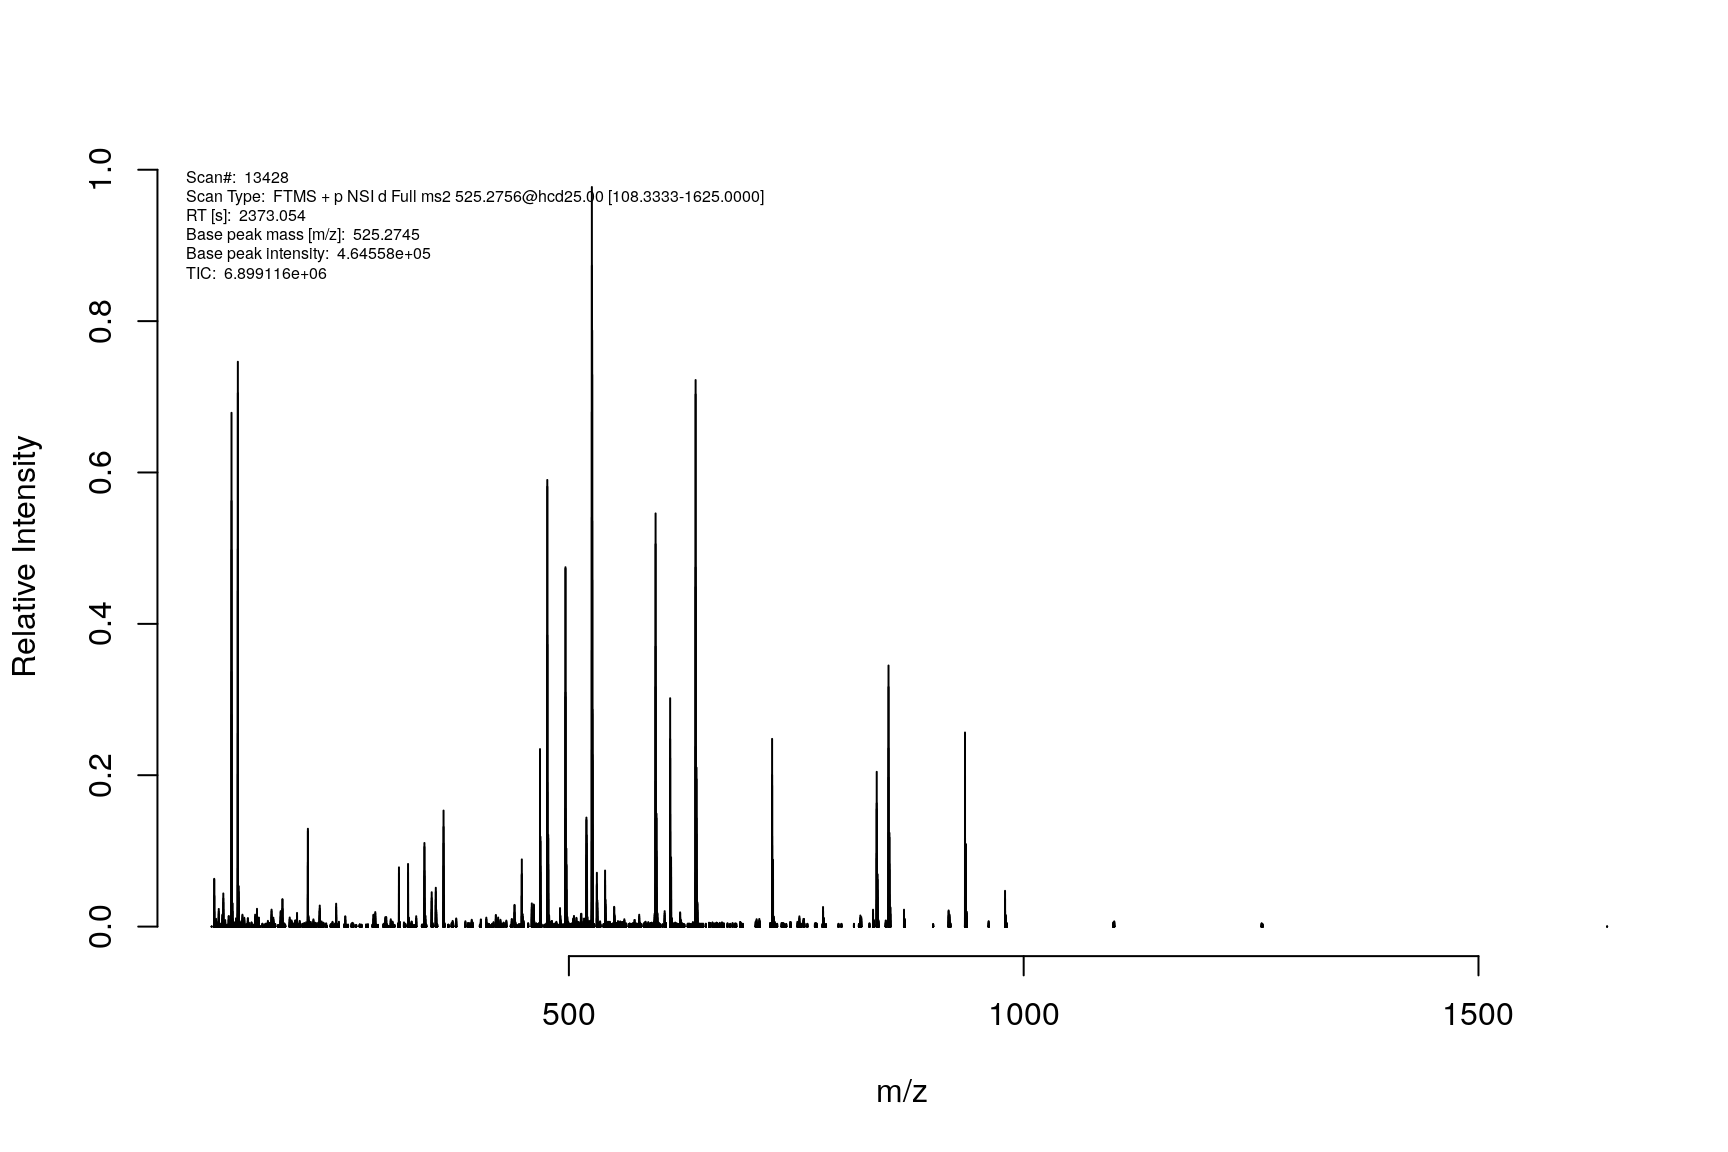 Scan#: 13428
Scan Type: FTMS + p NSI d Full ms2 525.2756@hcd25.00 [108.3333-1625.0000]
RT [s]: 2373.054
Base peak mass [m/z]: 525.2745
Base peak intensity: 4.64558e+05
TIC: 6.899116e+06
1.0
0.8
0.6
0.4
0.2
0.0
Relative Intensity
500 1000 1500
m/z